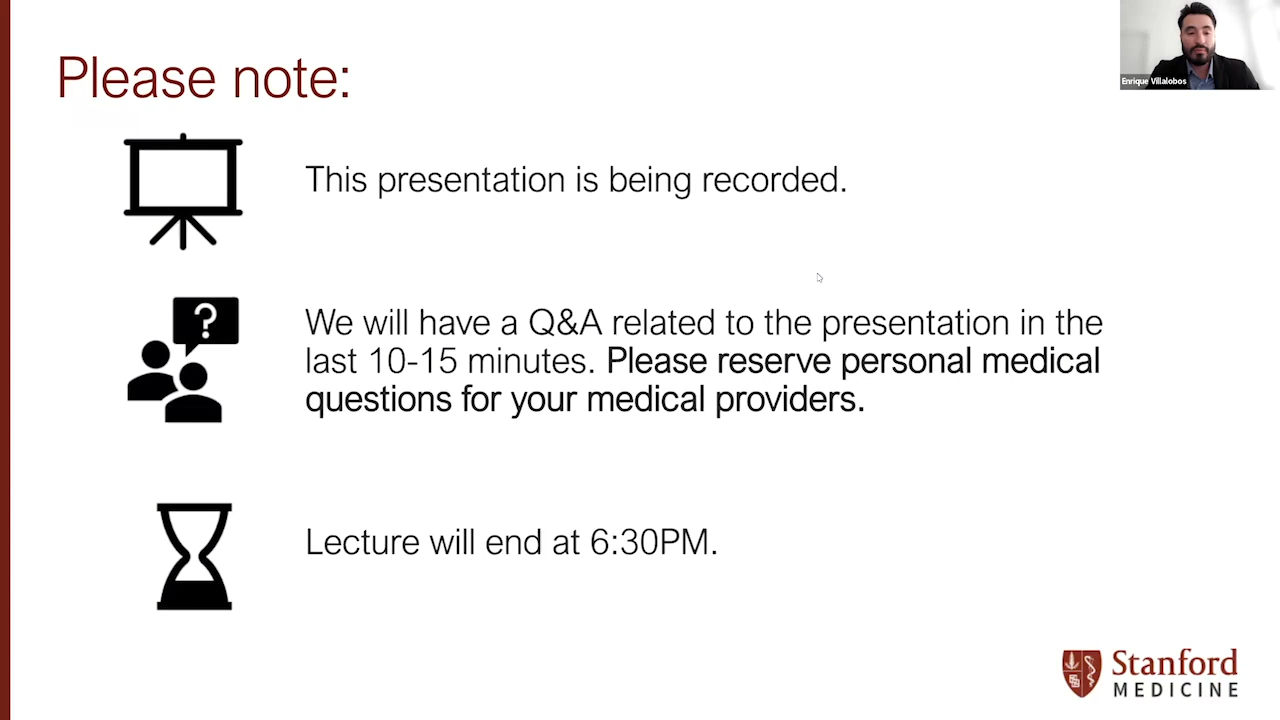 Please note:
Enrique Villalobos
This presentation is being recorded.
?
We will have a Q&A related to the presentation in the
last 10-15 minutes. Please reserve personal medical
questions for your medical providers.
Lecture will end at 6:30PM.
Stanford
MEDICINE